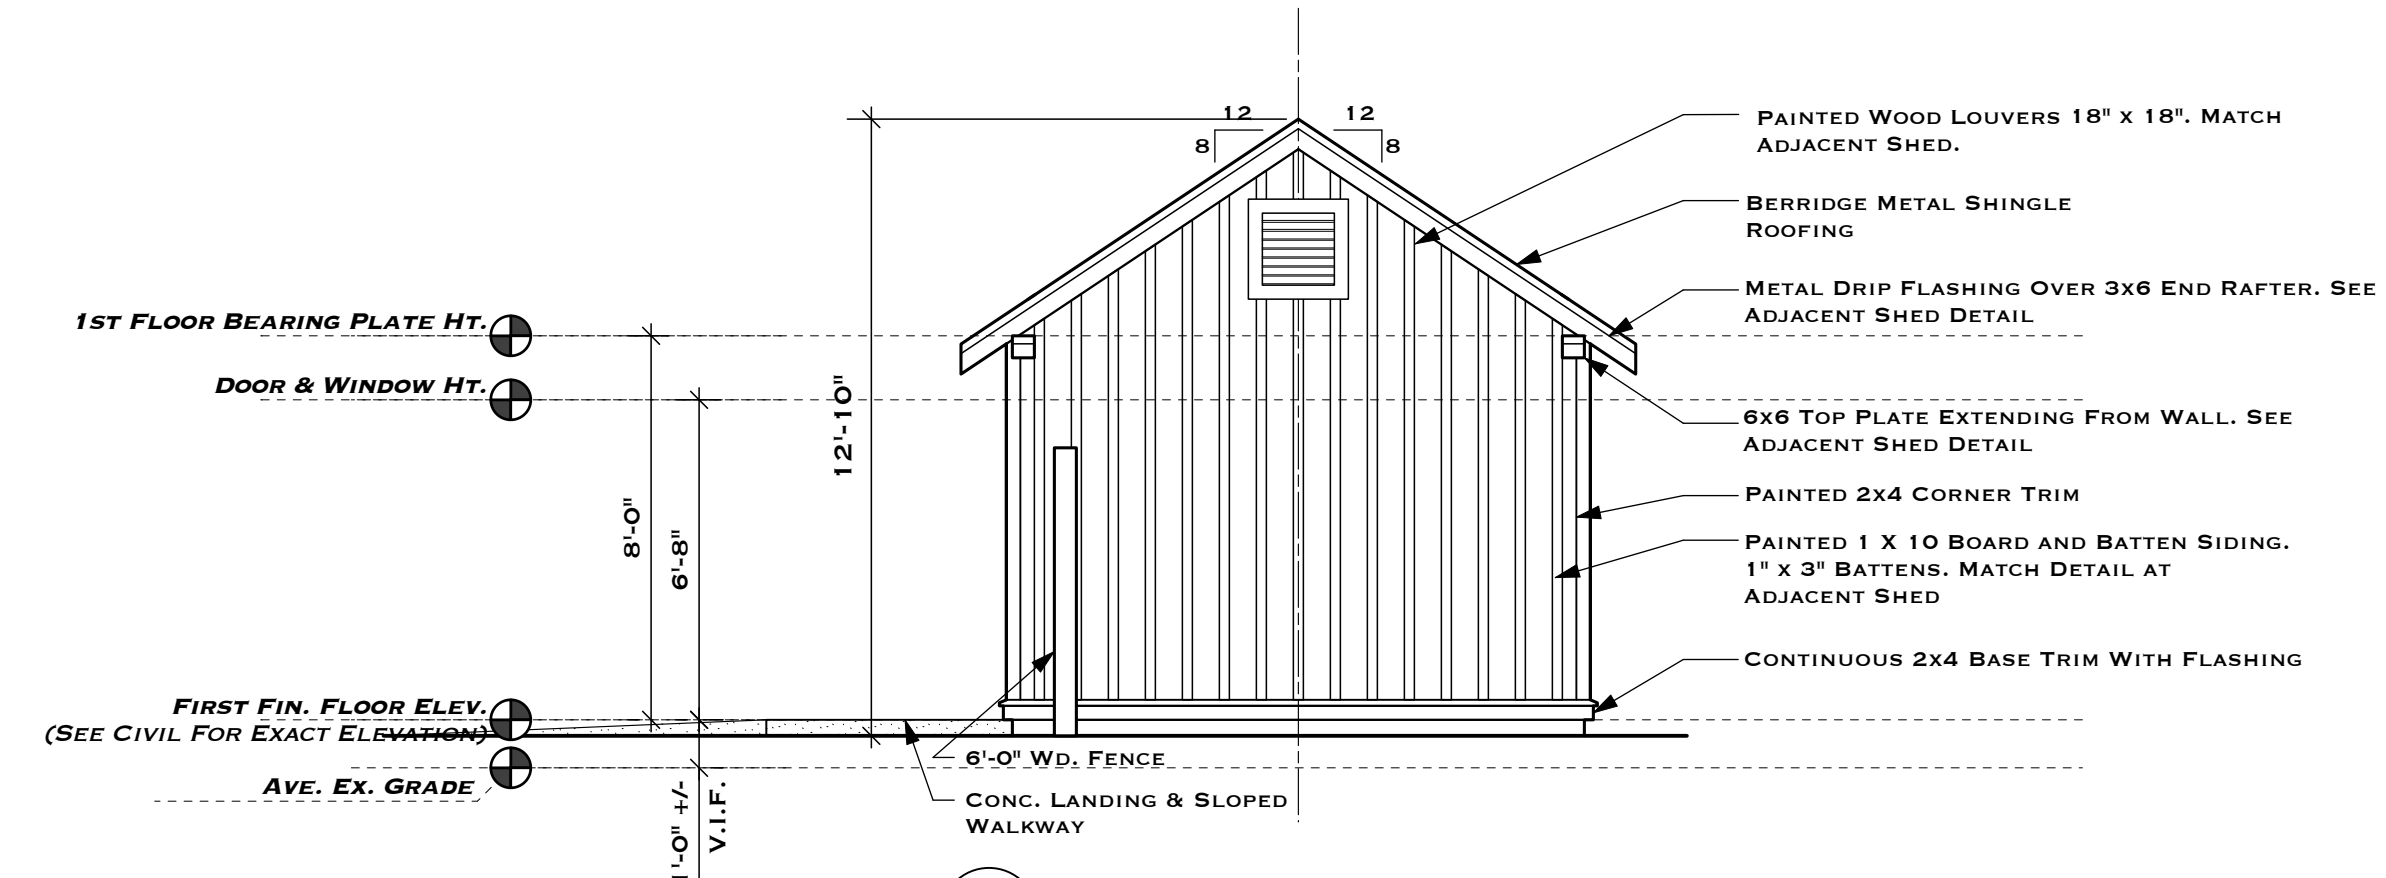 12
12
8
8
Painted Wood Louvers 18" x 18". Match
Adjacent Shed.
Berridge Metal Shingle
Roofing
Metal Drip Flashing Over 3x6 End Rafter. See
Adjacent Shed Detail
1st Floor Bearing Plate Ht.
Door & Window Ht.
12'-10"
8'-0"
6'-8"
6x6 Top Plate Extending From Wall. See
Adjacent Shed Detail
Painted 2x4 Corner Trim
Painted 1 x 10 Board and Batten Siding.
1" x 3" Battens. Match Detail at
Adjacent Shed
Continuous 2x4 Base Trim With Flashing
First Fin. Floor Elev.
(See Civil For Exact Elevation)
Ave. Ex. Grade
6'-0" Wd. Fence
Conc. Landing & Sloped
Walkway
1'-0" +/-
V.I.F.